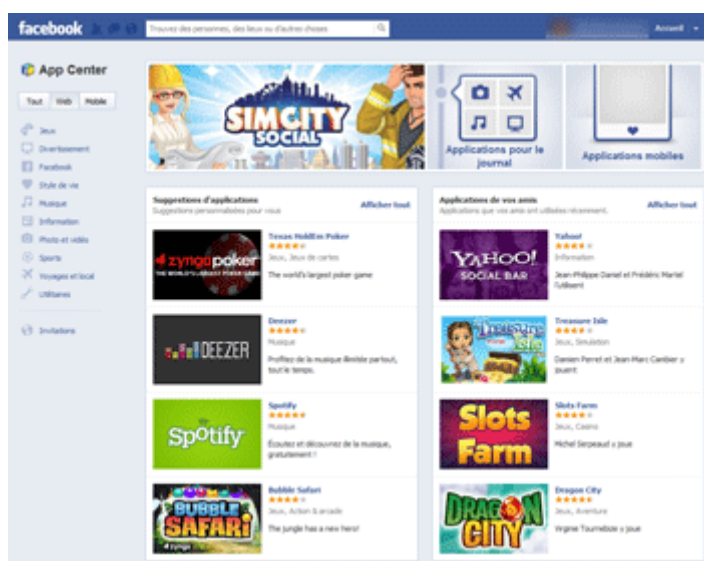 facebook
Trouvez des personnes, des lieux ou d'autres choses
Accueil
App Center
Tout Web Mobile
Jeux
Divertissement
Facebook
Style de vie
Musique
Information
Photo et vidéo
Sports
Voyages et local
Utilitaires
Invitations
SIMCITY
SOCIAL
Applications pour le
journal
Applications mobiles
Suggestions d'applications
Suggestions personnalisées pour vous
Afficher tout
zynga poker
THE WORLD'S LARGEST POKER GAME
Texas HoldEm Poker
Jeux, Jeux de cartes
The world's largest poker game
DEEZER
Deezer
Musique
Profitez de la musique illimitée partout,
tout le temps.
Spotify
Spotify
Musique
Écoutez et découvrez de la musique,
gratuitement !
BUBBLE
SAFARI
zynga
Bubble Safari
Jeux, Action & arcade
The jungle has a new hero!
Applications de vos amis
Applications que vos amis ont utilisées récemment.
Afficher tout
YAHOO!
SOCIAL BAR
Yahoo!
Information
Jean-Philippe Daniel et Frédéric Martel
l'utilisent
Treasure
Isle
Treasure Isle
Jeux, Simulation
Damien Perret et Jean-Marc Cambier y
jouent
Slots
Farm
Slots Farm
Jeux, Casino
Michel Serpeaud y joue
DRAGON
CITY
Dragon City
Jeux, Aventure
Virginie Tournebize y joue